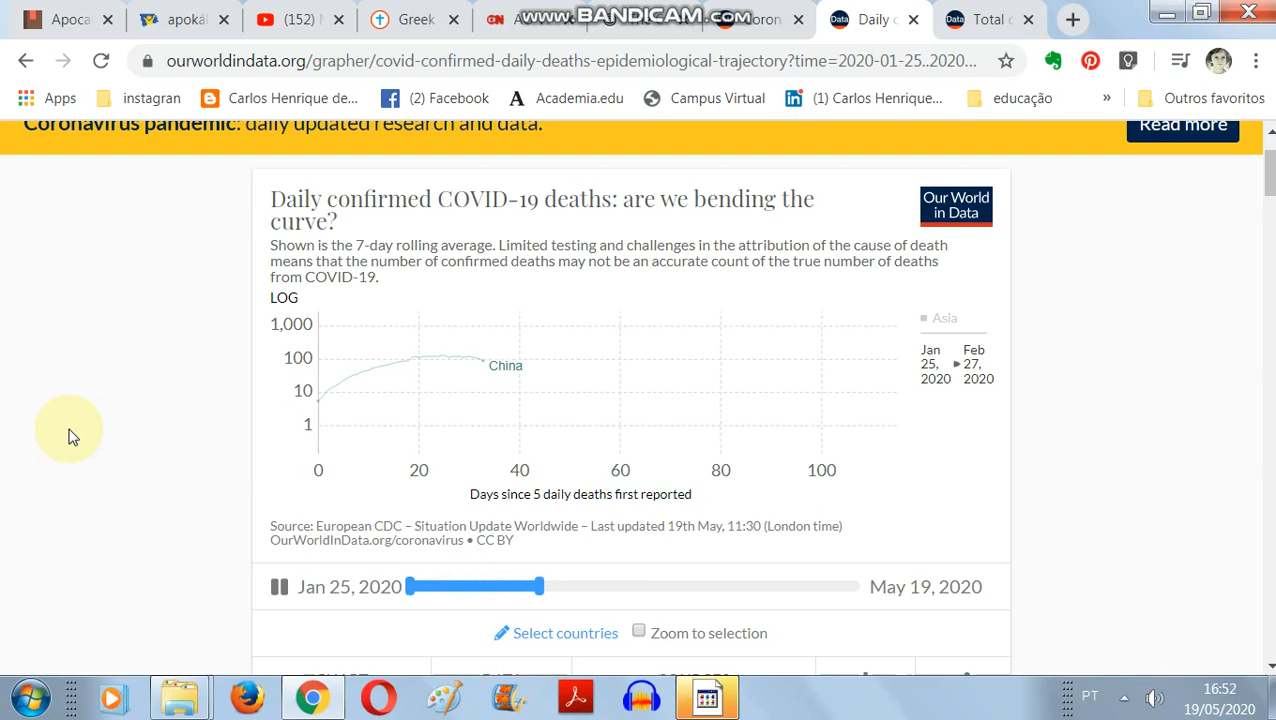 Apoca
apokál
(152) M
Greek
www.BANDICAM.com
Data
Daily c
Data
Total c
ourworldindata.org/grapher/covid-confirmed-daily-deaths-epidemiological-trajectory?time=2020-01-25..2020...
Apps
instagran
Carlos Henrique de...
(2) Facebook
Academia.edu
Campus Virtual
(1) Carlos Henrique...
educação
»
Outros favoritos
Coronavirus pandemic: daily updated research and data.
Read more
Daily confirmed COVID-19 deaths: are we bending the
curve?
Our World
in Data
Shown is the 7-day rolling average. Limited testing and challenges in the attribution of the cause of death
means that the number of confirmed deaths may not be an accurate count of the true number of deaths
from COVID-19.
LOG
1,000
100
10
1
China
Asia
Jan
25,
2020
Feb
27,
2020
0 20 40 60 80 100
Days since 5 daily deaths first reported
Source: European CDC – Situation Update Worldwide – Last updated 19th May, 11:30 (London time)
OurWorldInData.org/coronavirus • CC BY
Jan 25, 2020
May 19, 2020
Select countries
Zoom to selection
PT
16:52
19/05/2020